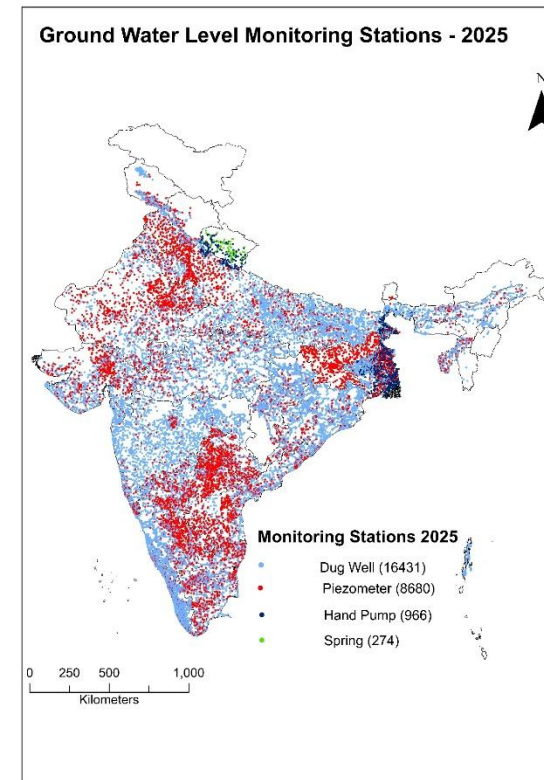 Ground Water Level Monitoring Stations - 2025
N
Monitoring Stations 2025
Dug Well (16431)
Piezometer (8680)
Hand Pump (966)
Spring (274)
0 250 500 1,000
Kilometers